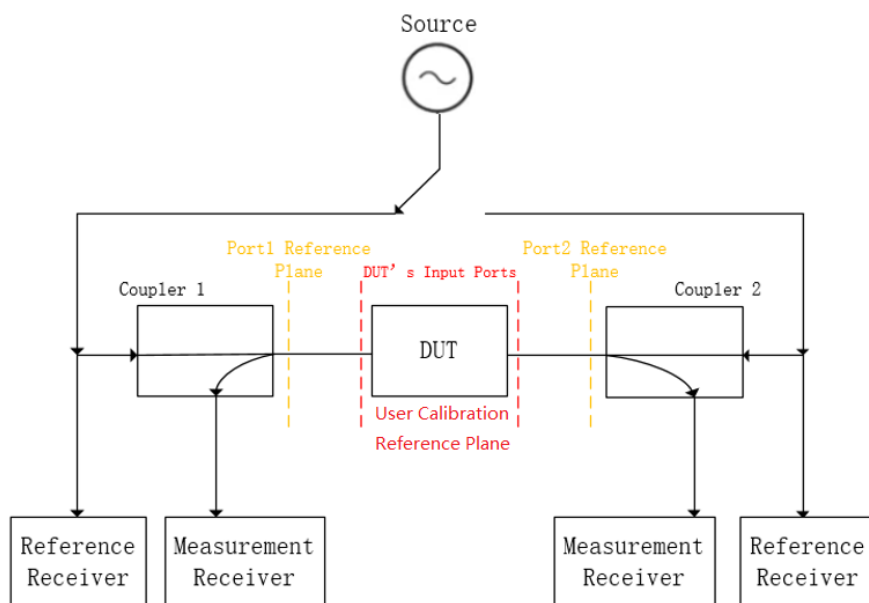 Source
Port1 Reference
Plane
DUT's Input Ports
Port2 Reference
Plane
Coupler 1
Coupler 2
DUT
User Calibration
Reference Plane
Reference
Receiver
Measurement
Receiver
Measurement
Receiver
Reference
Receiver